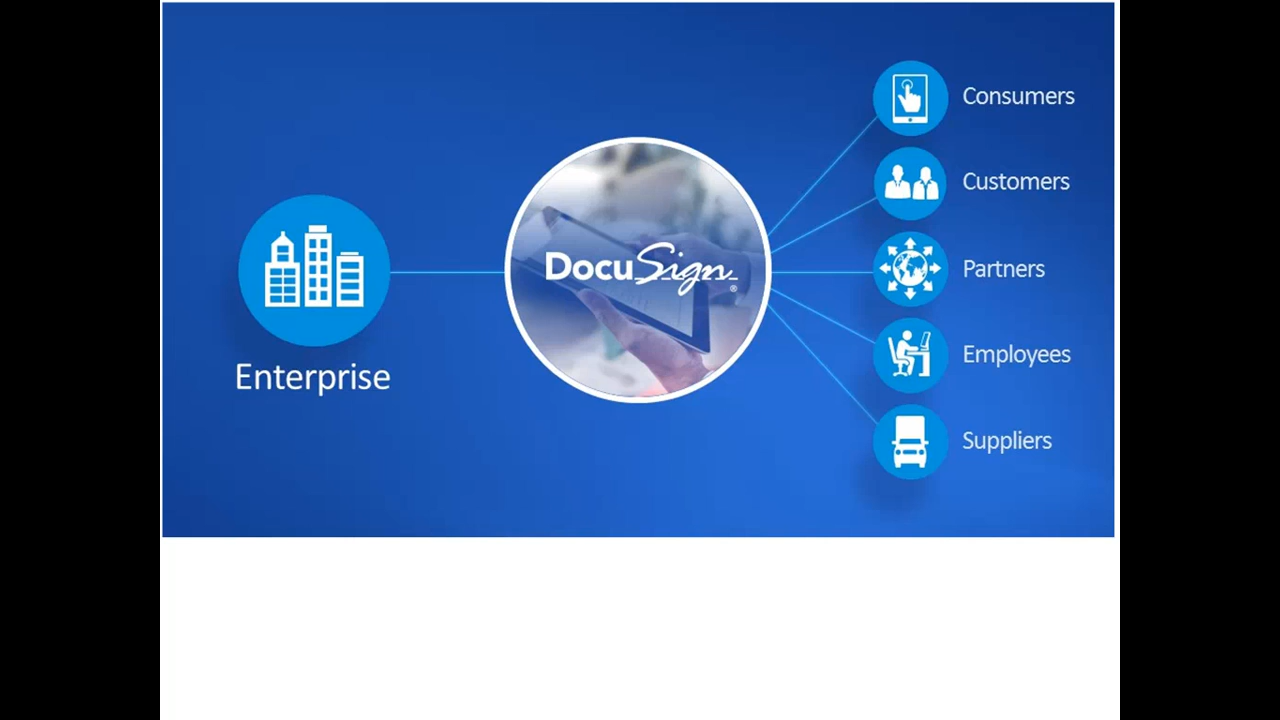 Enterprise
DocuSign®
Consumers
Customers
Partners
Employees
Suppliers